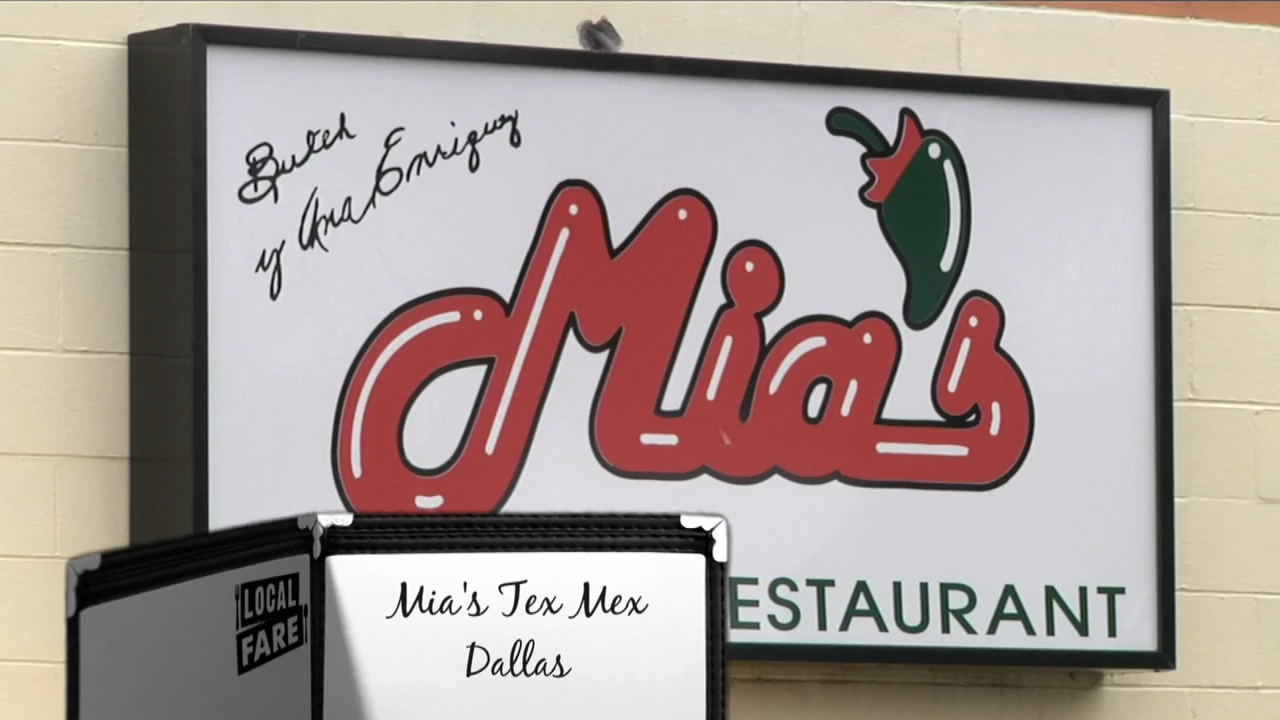 Butch
y Ana Enriquez
Mia's
ESTAURANT
LOCAL
FARE
Mia's Tex Mex
Dallas